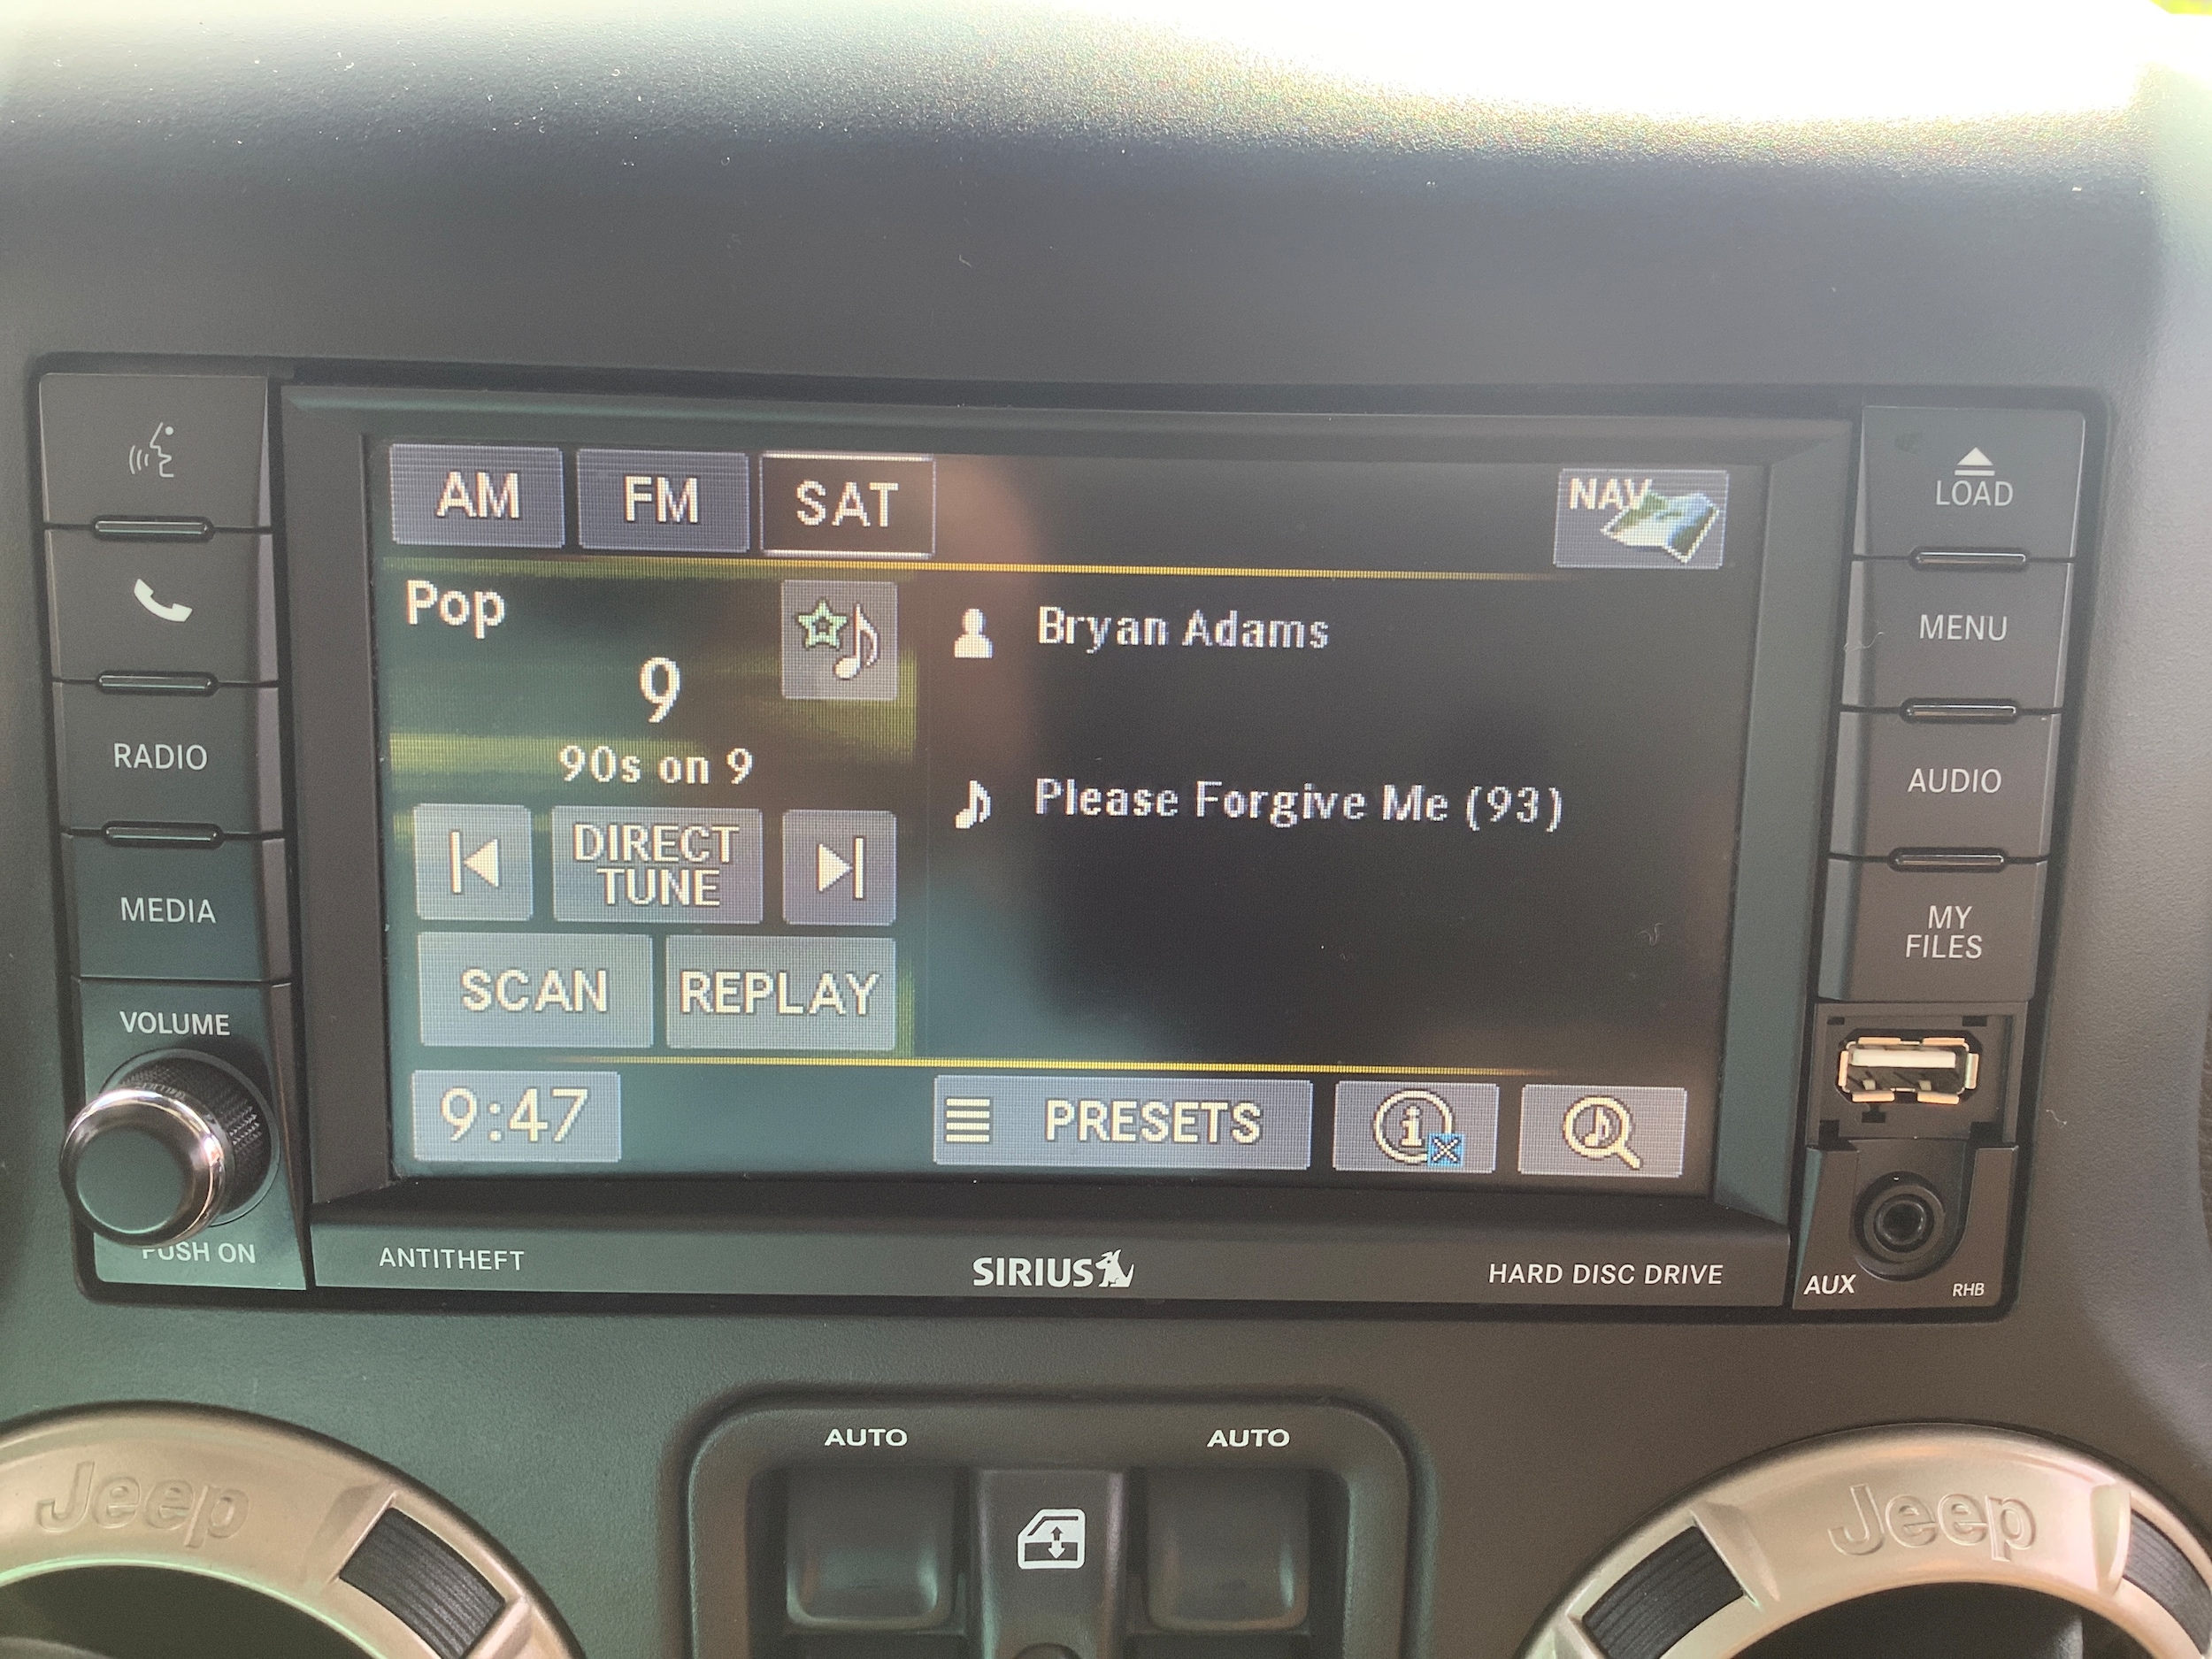 AM FM SAT NAV
Pop
9
90s on 9
Bryan Adams
Please Forgive Me (93)
DIRECT
TUNE
SCAN REPLAY
9:47 PRESETS
RADIO
MEDIA
VOLUME
PUSH ON
LOAD
MENU
AUDIO
MY
FILES
ANTITHEFT SIRIUS HARD DISC DRIVE
AUX RHB
AUTO AUTO
Jeep Jeep